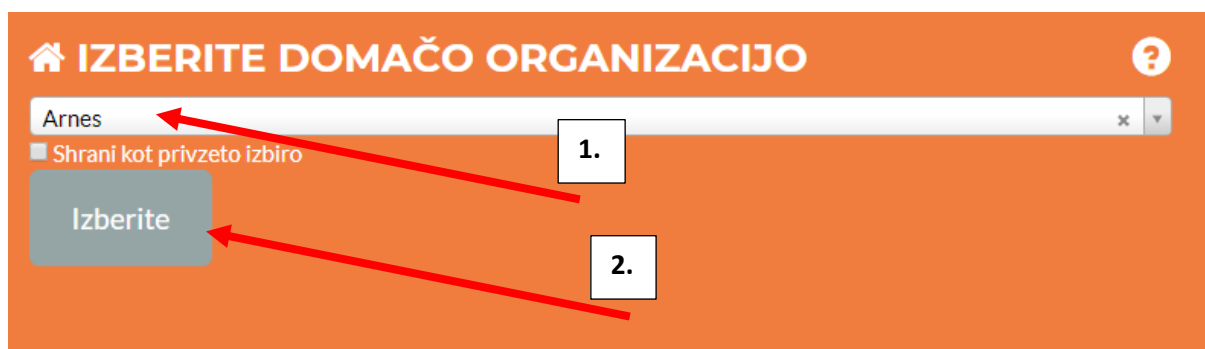 IZBERITE DOMAČO ORGANIZACIJO ?
Arnes
Shrani kot privzeto izbiro
1.
Izberite
2.